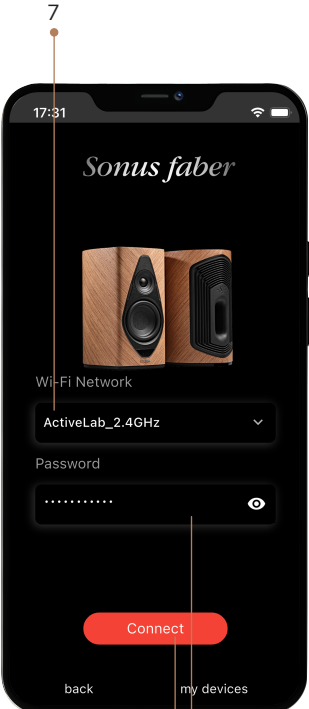 7
17:31
Sonus faber
Wi-Fi Network
ActiveLab_2.4GHz
Password
···········
Connect
back my devices